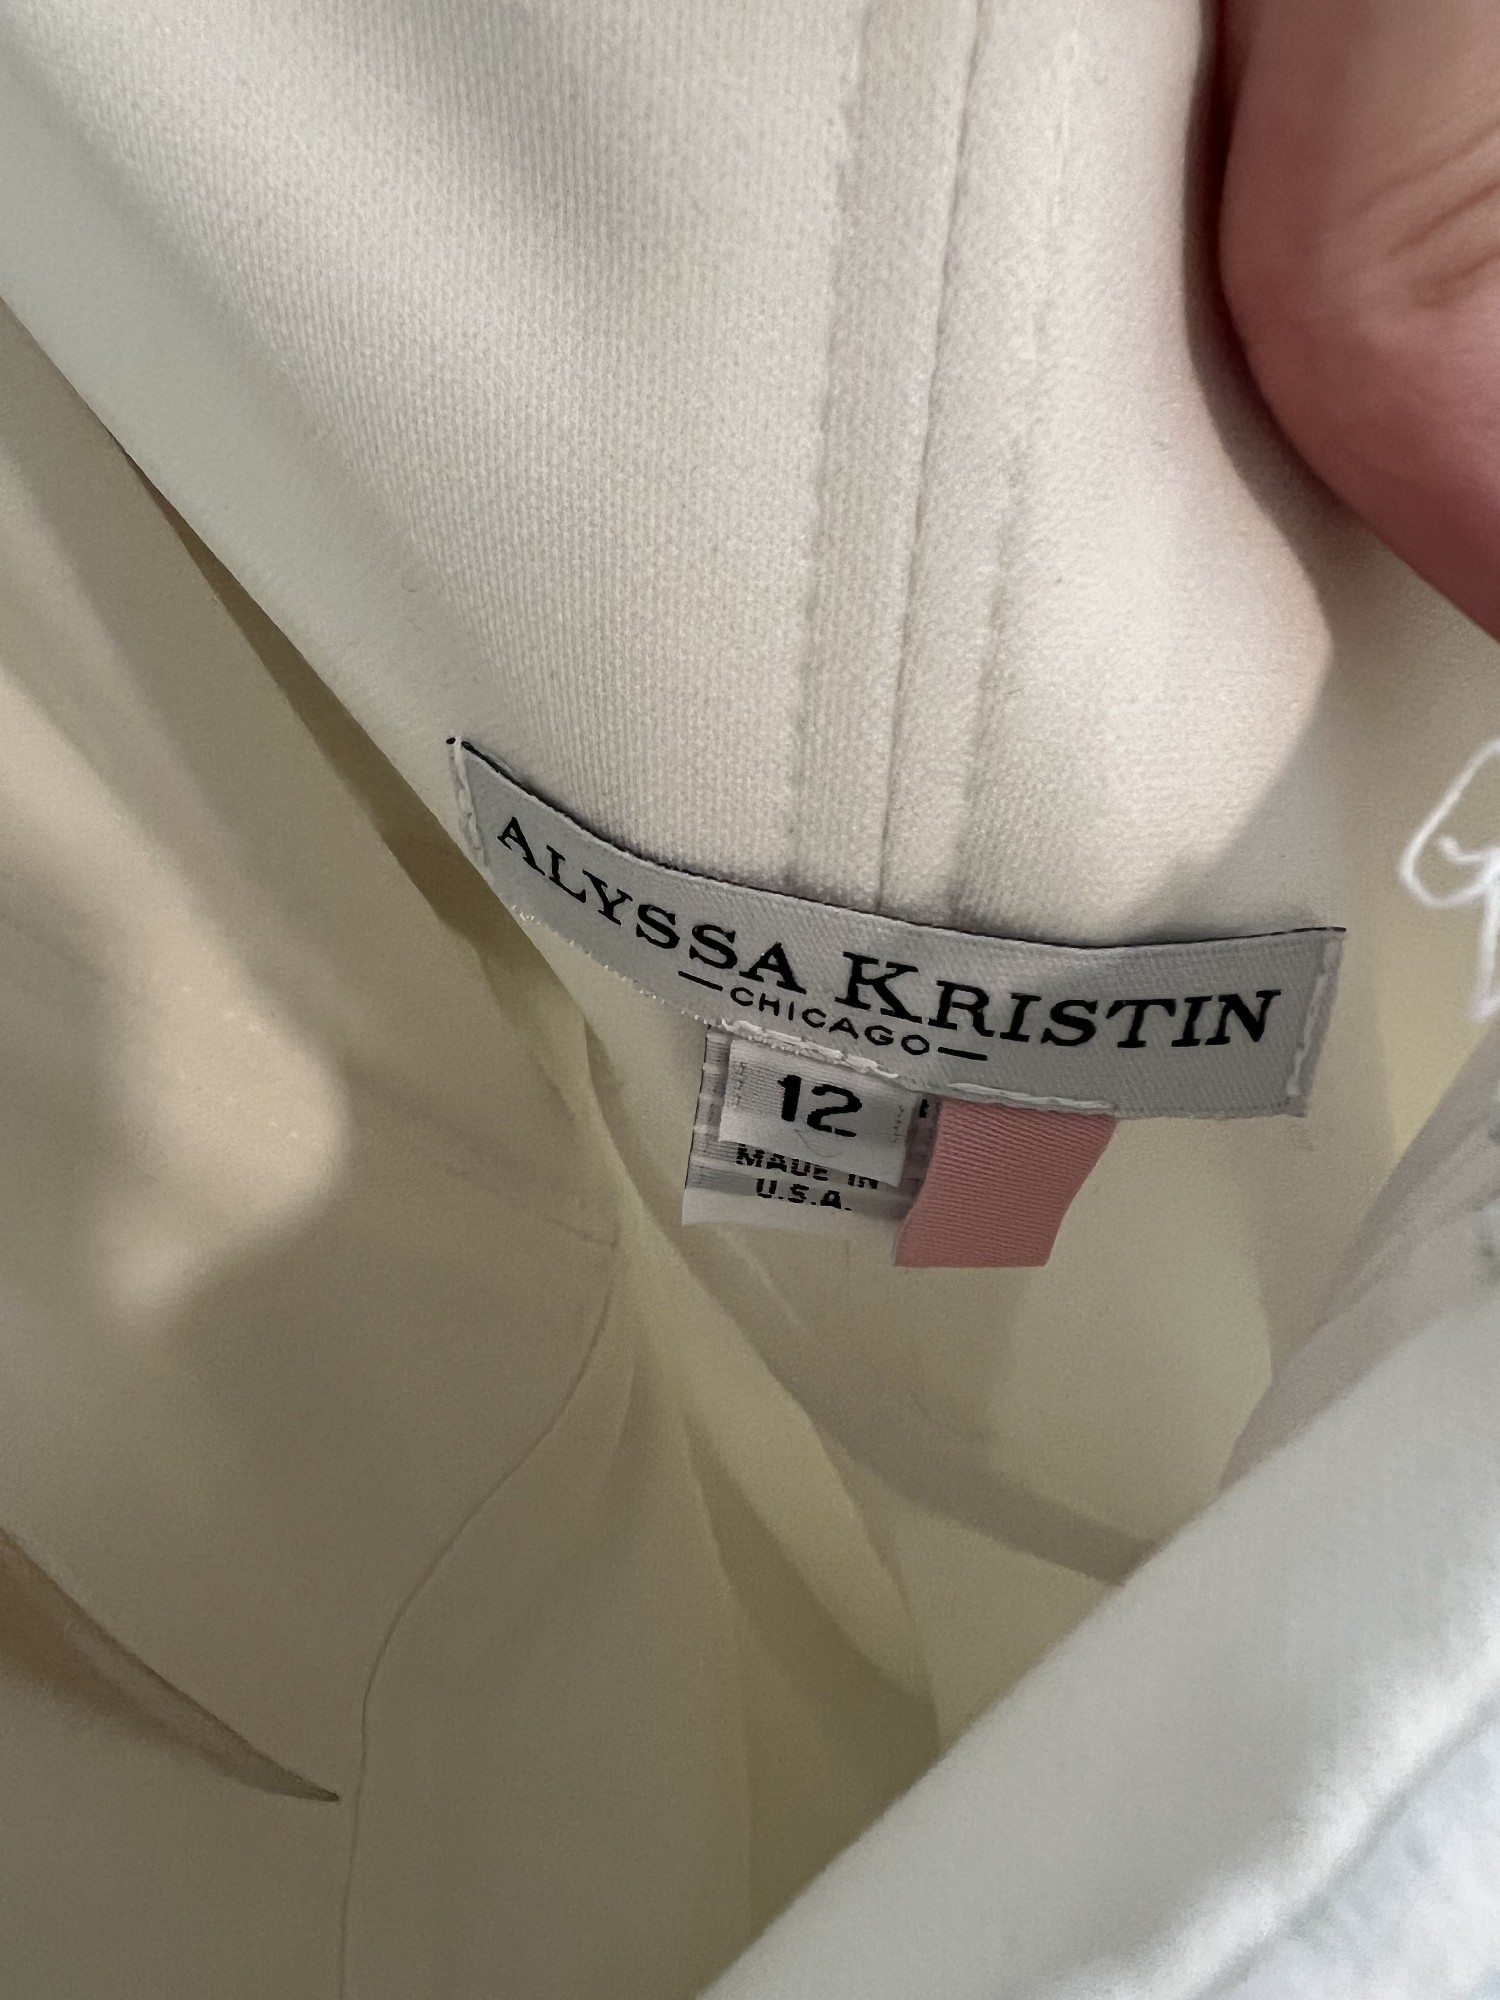 ALYSSA KRISTIN
—CHICAGO—
12
MADE IN
U.S.A.